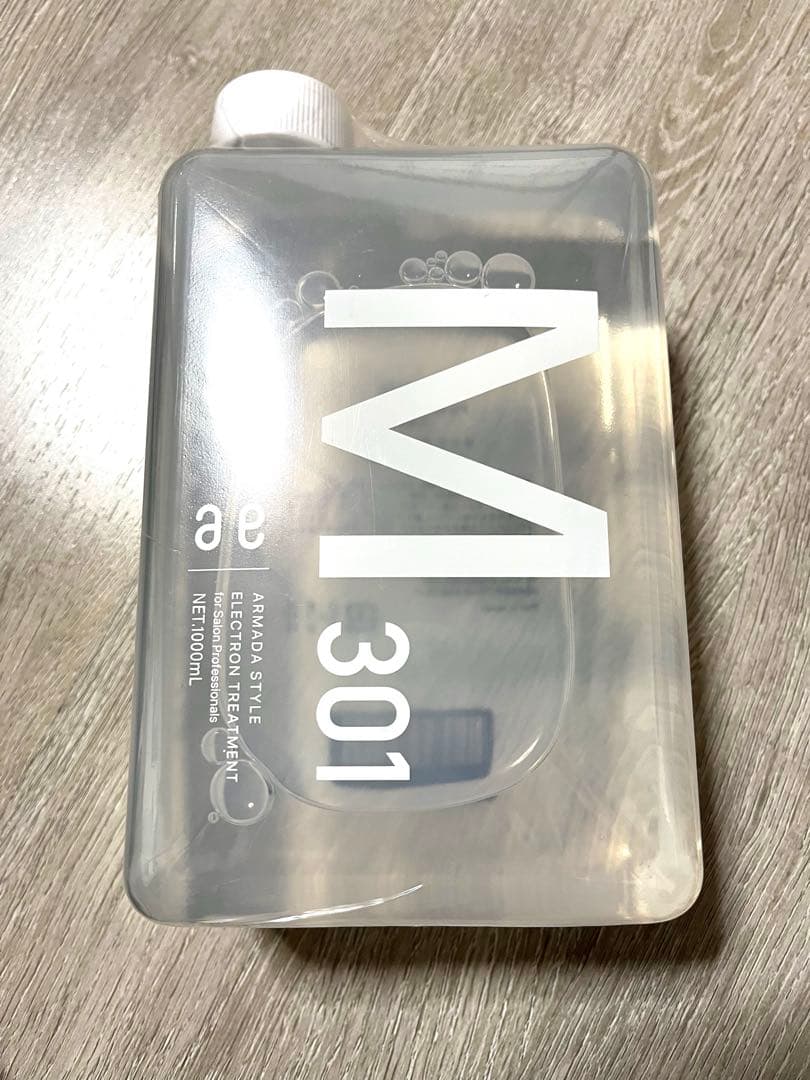 M
301
ae
ARMADA STYLE
ELECTRON TREATMENT
for Salon Professionals
NET.1000mL